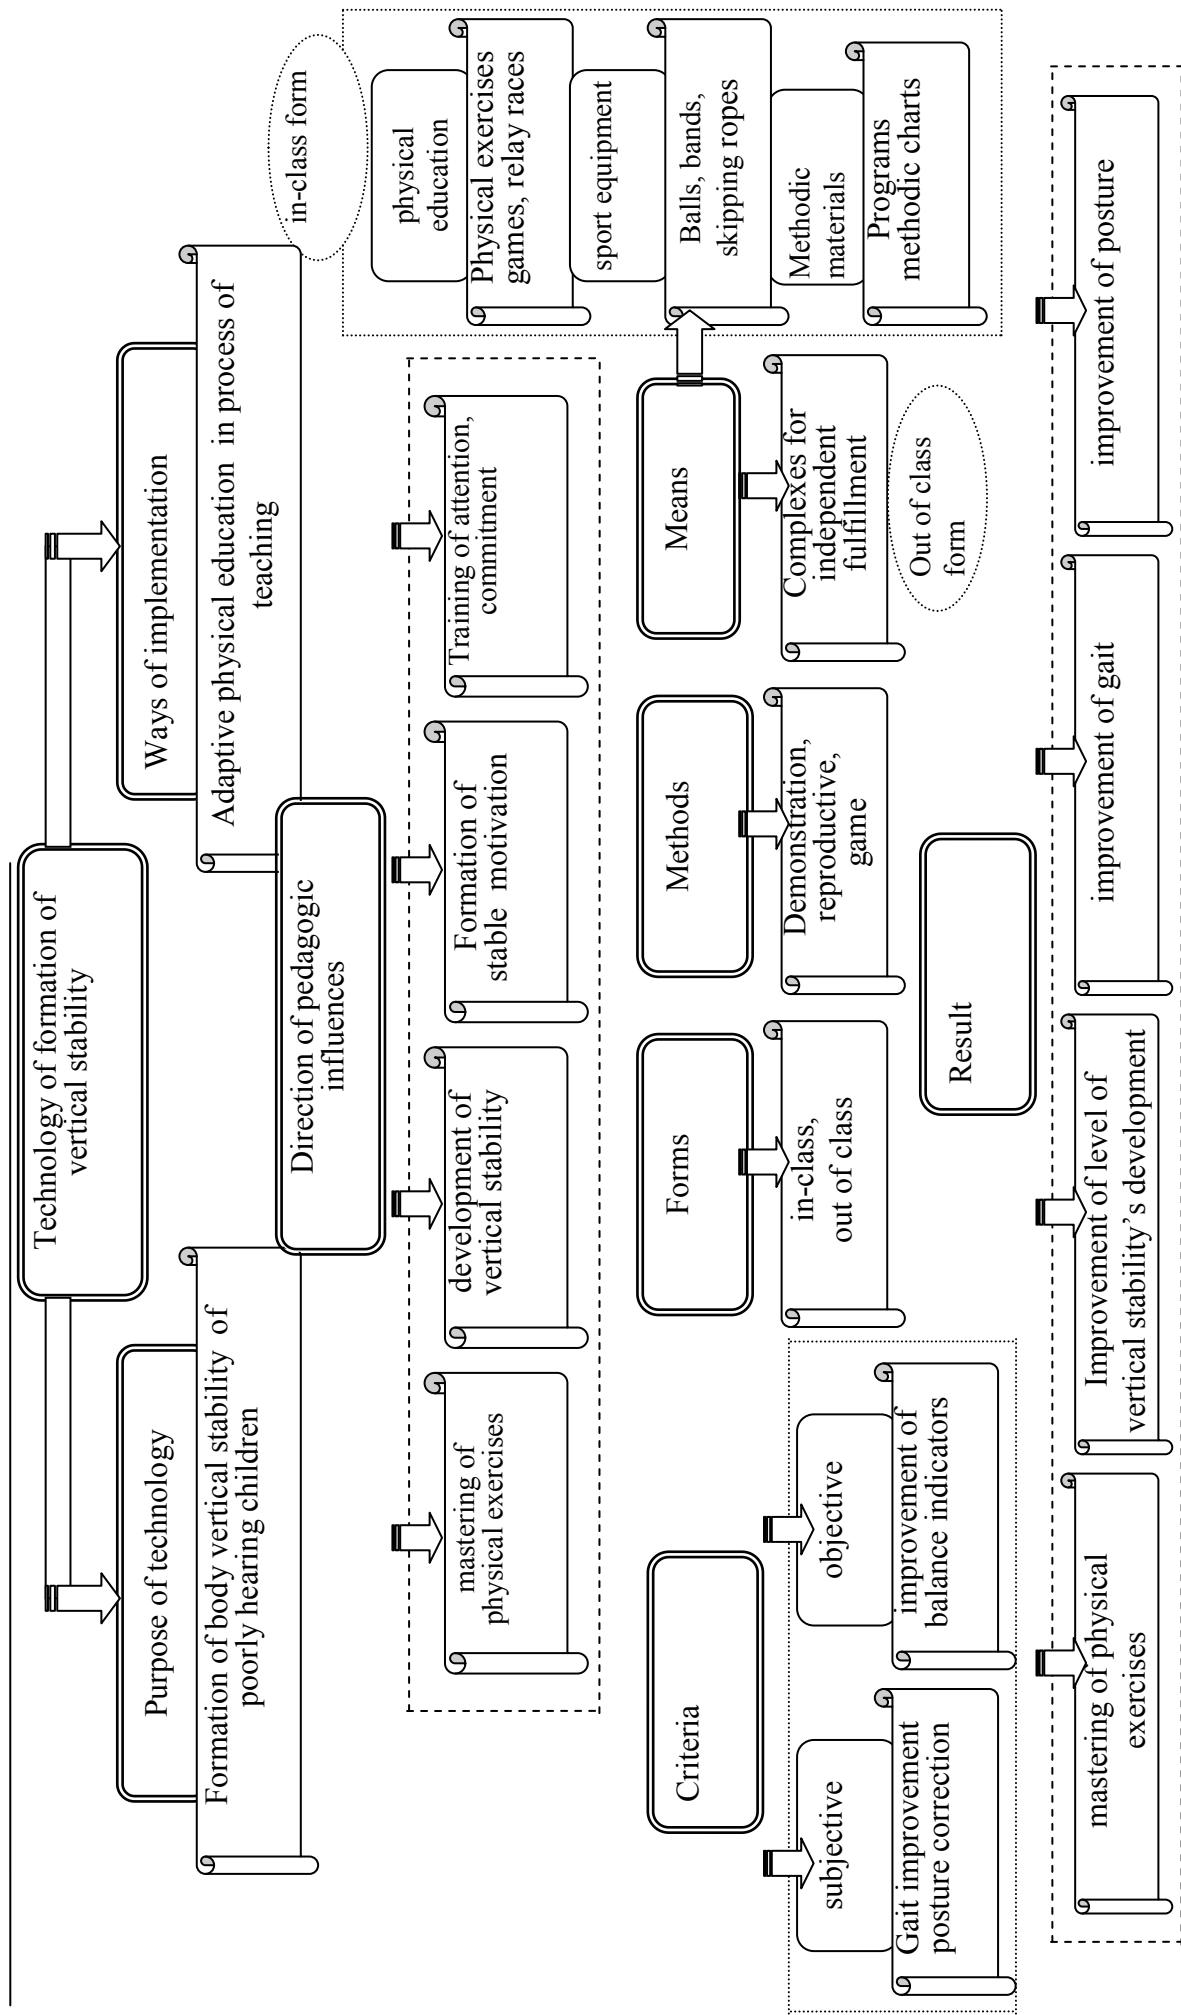 Technology of formation of
vertical stability
Purpose of technology
Ways of implementation
Formation of body vertical stability of
poorly hearing children
Adaptive physical education in process of
teaching
in-class form
Direction of pedagogic
influences
physical
education
Physical exercises
games, relay races
mastering of
physical exercises
development of
vertical stability
Formation of
stable motivation
Training of attention,
commitment
sport equipment
Balls, bands,
skipping ropes
Methodic
materials
Programs
methodic charts
Criteria
Forms
Methods
Means
subjective
objective
in-class,
out of class
Demonstration,
reproductive,
game
Complexes for
independent
fulfillment
Gait improvement
posture correction
improvement of
balance indicators
Out of class
form
Result
mastering of physical
exercises
Improvement of level of
vertical stability’s development
improvement of gait
improvement of posture